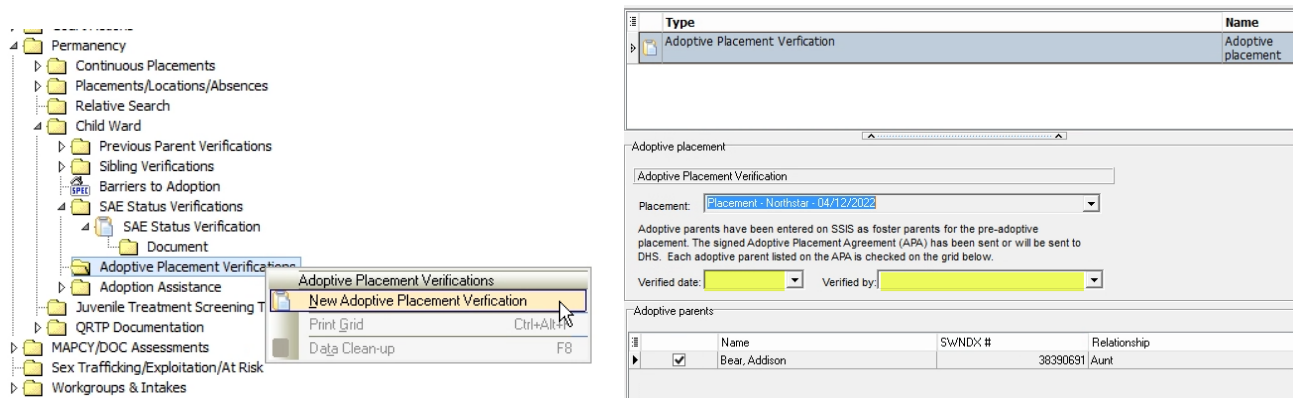 Permanency
Continuous Placements
Placements/Locations/Absences
Relative Search
Child Ward
Previous Parent Verifications
Sibling Verifications
SPEC
Barriers to Adoption
SAE Status Verifications
SAE Status Verification
Document
Adoptive Placement Verifications
Adoption Assistance
Juvenile Treatment Screening T
QRTP Documentation
MAPCY/DOC Assessments
Sex Trafficking/Exploitation/At Risk
Workgroups & Intakes
Adoptive Placement Verifications
New Adoptive Placement Verfication
Print Grid Ctrl+Alt+
Data Clean-up F8
Type Name
Adoptive Placement Verfication Adoptive
placement
Adoptive placement
Adoptive Placement Verification
Placement: Placement - Northstar - 04/12/2022
Adoptive parents have been entered on SSIS as foster parents for the pre-adoptive
placement. The signed Adoptive Placement Agreement (APA) has been sent or will be sent to
DHS. Each adoptive parent listed on the APA is checked on the grid below.
Verified date: Verified by:
Adoptive parents
Name SWNDX # Relationship
Bear, Addison 38390691 Aunt